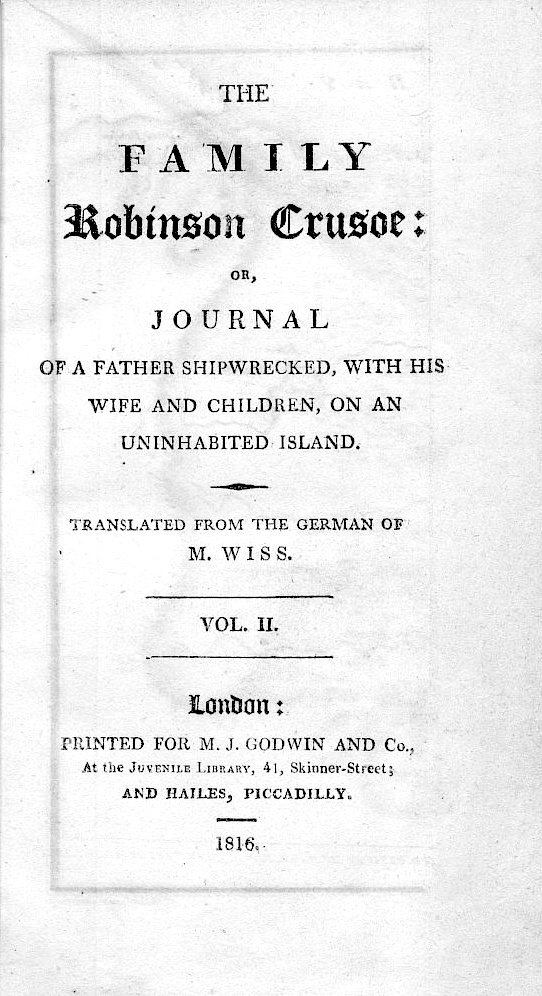 THE
FAMILY
Robinson Crusoe:
OR,
JOURNAL
OF A FATHER SHIPWRECKED, WITH HIS
WIFE AND CHILDREN, ON AN
UNINHABITED ISLAND.
TRANSLATED FROM THE GERMAN OF
M. WISS.
VOL. II.
London:
PRINTED FOR M. J. GODWIN AND Co.,
At the JUVENILE LIBRARY, 41, Skinner-Street;
AND HAILES, PICCADILLY.
1816.